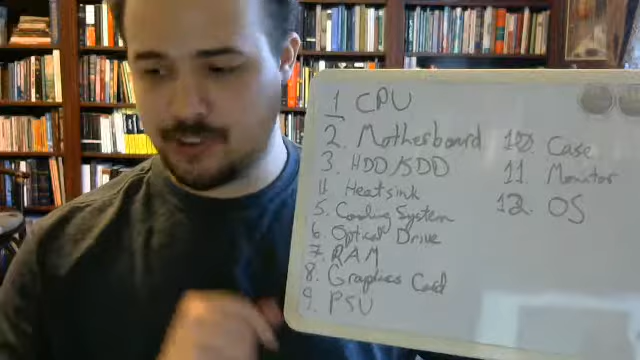 1 CPU
2. Motherboard
3. HDD/SDD
4. Heatsink
5. Cooling System
6. Optical Drive
7. RAM
8. Graphics Card
9. PSU
10. Case
11. Monitor
12. OS